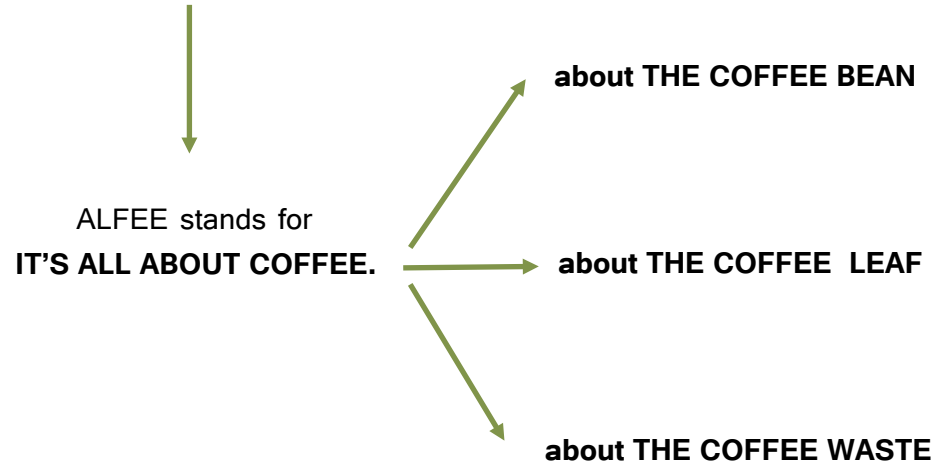 about THE COFFEE BEAN
ALFEE stands for
IT’S ALL ABOUT COFFEE.
about THE COFFEE LEAF
about THE COFFEE WASTE